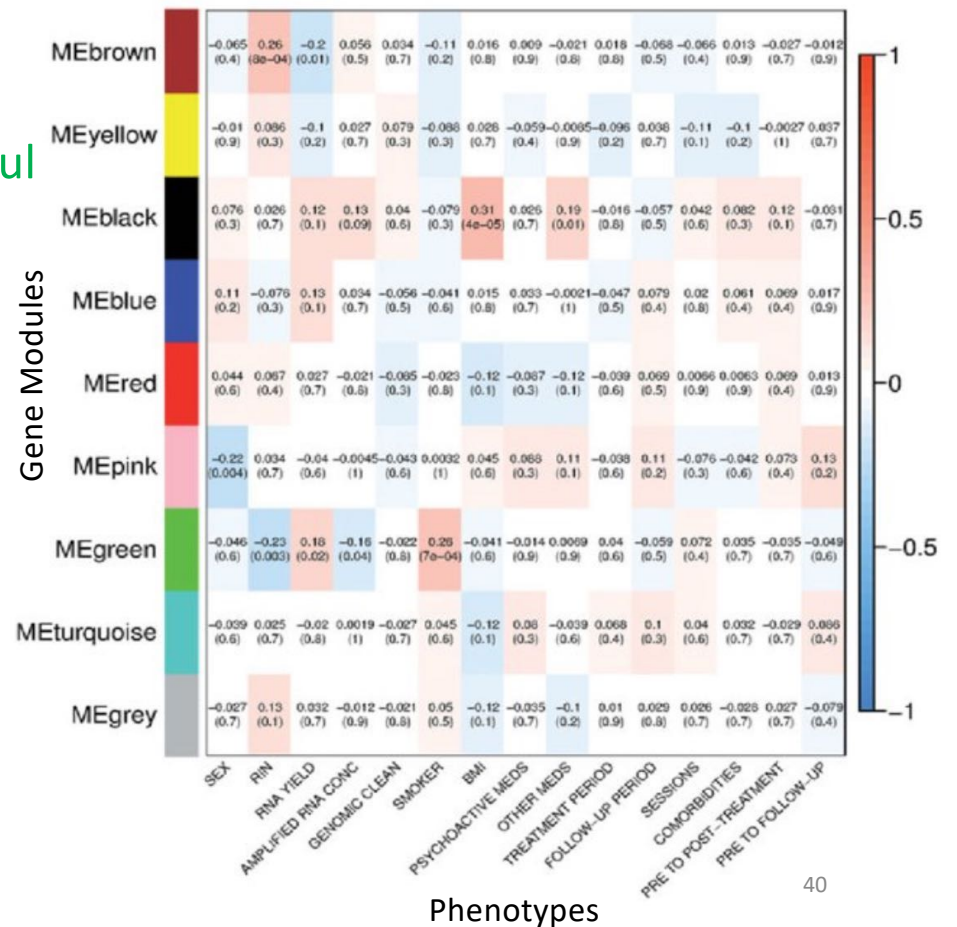 ul
Gene Modules
MEbrown
−0.065 0.26 −0.2 0.056 0.034 −0.11 0.016 0.009 −0.021 0.018 −0.068 −0.066 0.013 −0.027 −0.012
(0.4) (8e−04) (0.01) (0.5) (0.7) (0.2) (0.8) (0.9) (0.8) (0.8) (0.5) (0.4) (0.9) (0.7) (0.9)
MEyellow
−0.01 0.086 −0.1 0.027 0.079 −0.088 0.028 −0.059 −0.0085 −0.096 0.038 −0.11 −0.1 −0.0027 0.037
(0.9) (0.3) (0.2) (0.7) (0.3) (0.3) (0.7) (0.4) (0.9) (0.2) (0.7) (0.1) (0.2) (1) (0.7)
MEblack
0.076 0.026 0.12 0.13 0.04 −0.079 0.31 0.026 0.19 −0.016 −0.057 0.042 0.082 0.12 −0.031
(0.3) (0.7) (0.1) (0.09) (0.6) (0.3) (4e−05) (0.7) (0.01) (0.8) (0.5) (0.6) (0.3) (0.1) (0.7)
MEblue
0.11 −0.076 0.13 0.034 −0.056 −0.041 0.015 0.033 −0.0021 −0.047 0.079 0.02 0.061 0.069 0.017
(0.2) (0.3) (0.1) (0.7) (0.5) (0.6) (0.8) (0.7) (1) (0.5) (0.4) (0.8) (0.4) (0.4) (0.9)
MEred
0.044 0.067 0.027 −0.021 −0.085 −0.023 −0.12 −0.087 −0.12 −0.039 0.069 0.0066 0.0063 0.069 0.013
(0.6) (0.4) (0.7) (0.8) (0.3) (0.8) (0.1) (0.3) (0.1) (0.6) (0.5) (0.9) (0.9) (0.4) (0.9)
MEpink
−0.22 0.034 −0.04 −0.0045 −0.043 0.0032 0.045 0.088 0.11 −0.038 0.11 −0.076 −0.042 0.073 0.13
(0.004) (0.7) (0.6) (1) (0.6) (1) (0.6) (0.3) (0.1) (0.6) (0.2) (0.3) (0.6) (0.4) (0.2)
MEgreen
−0.046 −0.23 0.18 −0.16 −0.022 0.26 −0.041 −0.014 0.0069 0.04 −0.059 0.072 0.035 −0.035 −0.049
(0.6) (0.003) (0.02) (0.04) (0.8) (7e−04) (0.6) (0.9) (0.9) (0.6) (0.5) (0.4) (0.7) (0.7) (0.6)
MEturquoise
−0.039 0.025 −0.02 0.0019 −0.027 0.045 −0.12 0.08 −0.039 0.068 0.1 0.04 0.032 −0.029 0.086
(0.6) (0.7) (0.8) (1) (0.7) (0.6) (0.1) (0.3) (0.6) (0.4) (0.3) (0.6) (0.7) (0.7) (0.4)
MEgrey
−0.027 0.13 0.032 −0.012 −0.021 0.05 −0.12 −0.035 −0.1 0.01 0.029 0.026 −0.028 0.027 −0.079
(0.7) (0.1) (0.7) (0.9) (0.8) (0.5) (0.1) (0.7) (0.2) (0.9) (0.8) (0.7) (0.7) (0.7) (0.4)
1
0.5
0
−0.5
−1
SEX
RIN
RNA YIELD
AMPLIFIED RNA CONC
GENOMIC CLEAN
SMOKER
BMI
PSYCHOACTIVE MEDS
OTHER MEDS
TREATMENT PERIOD
FOLLOW−UP PERIOD
SESSIONS
COMORBIDITIES
PRE TO POST−TREATMENT
PRE TO FOLLOW−UP
40
Phenotypes